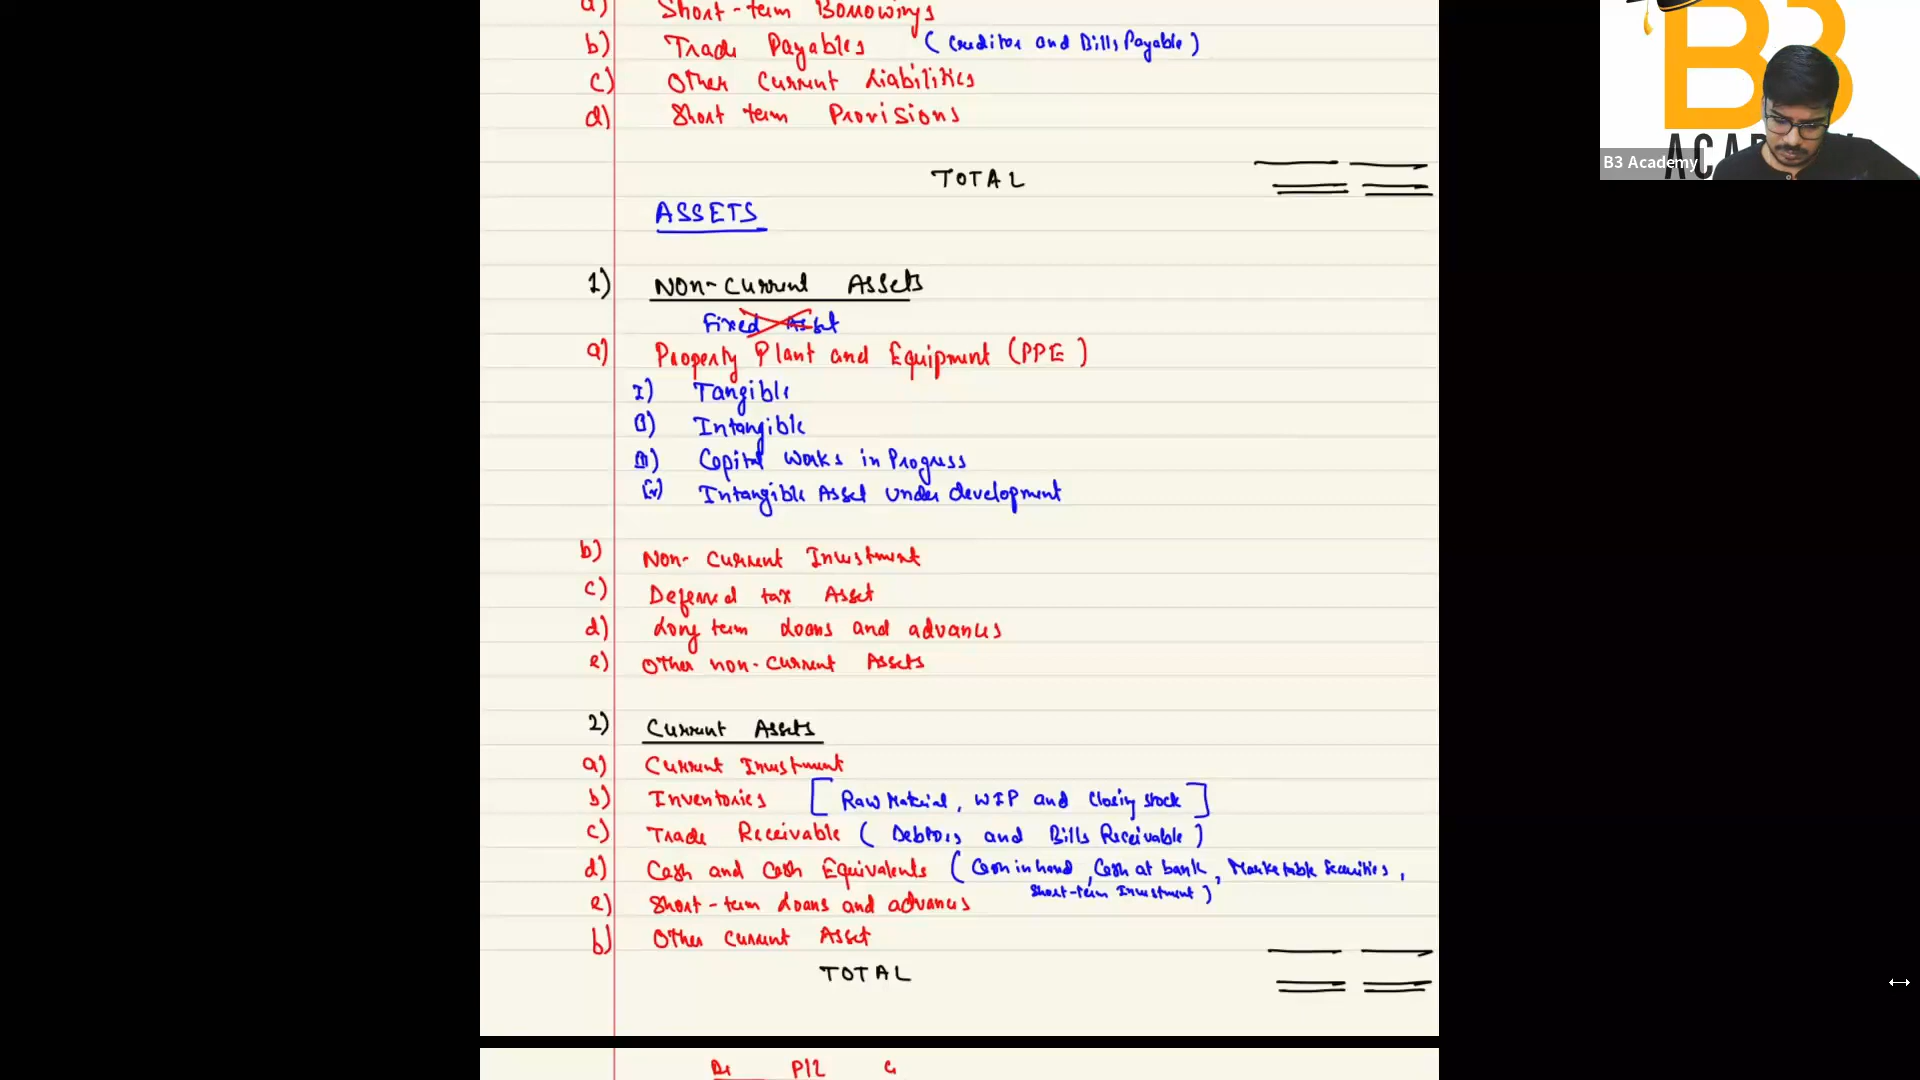 a) Short-term Borrowings
b) Trade Payables (Creditor and Bills Payable)
c) Other Current Liabilities
d) Short term Provisions
TOTAL
ASSETS
1) Non-Current Assets
Fixed Asset
a) Property Plant and Equipment (PPE)
I) Tangible
II) Intangible
III) Capital Works in Progress
IV) Intangible Asset under development
b) Non-Current Investment
c) Deferred tax Asset
d) Long term Loans and advances
e) Other non-current Assets
2) Current Assets
a) Current Investment
b) Inventories [Raw Material, WIP and Closing stock]
c) Trade Receivable (Debtors and Bills Receivable)
d) Cash and Cash Equivalents (Cash in hand, Cash at bank, Marketable Securities,
Short-term Investment)
e) Short-term Loans and advances
b) Other Current Asset
TOTAL
Dr P/L Cr
B3
ACAD
B3 Academy